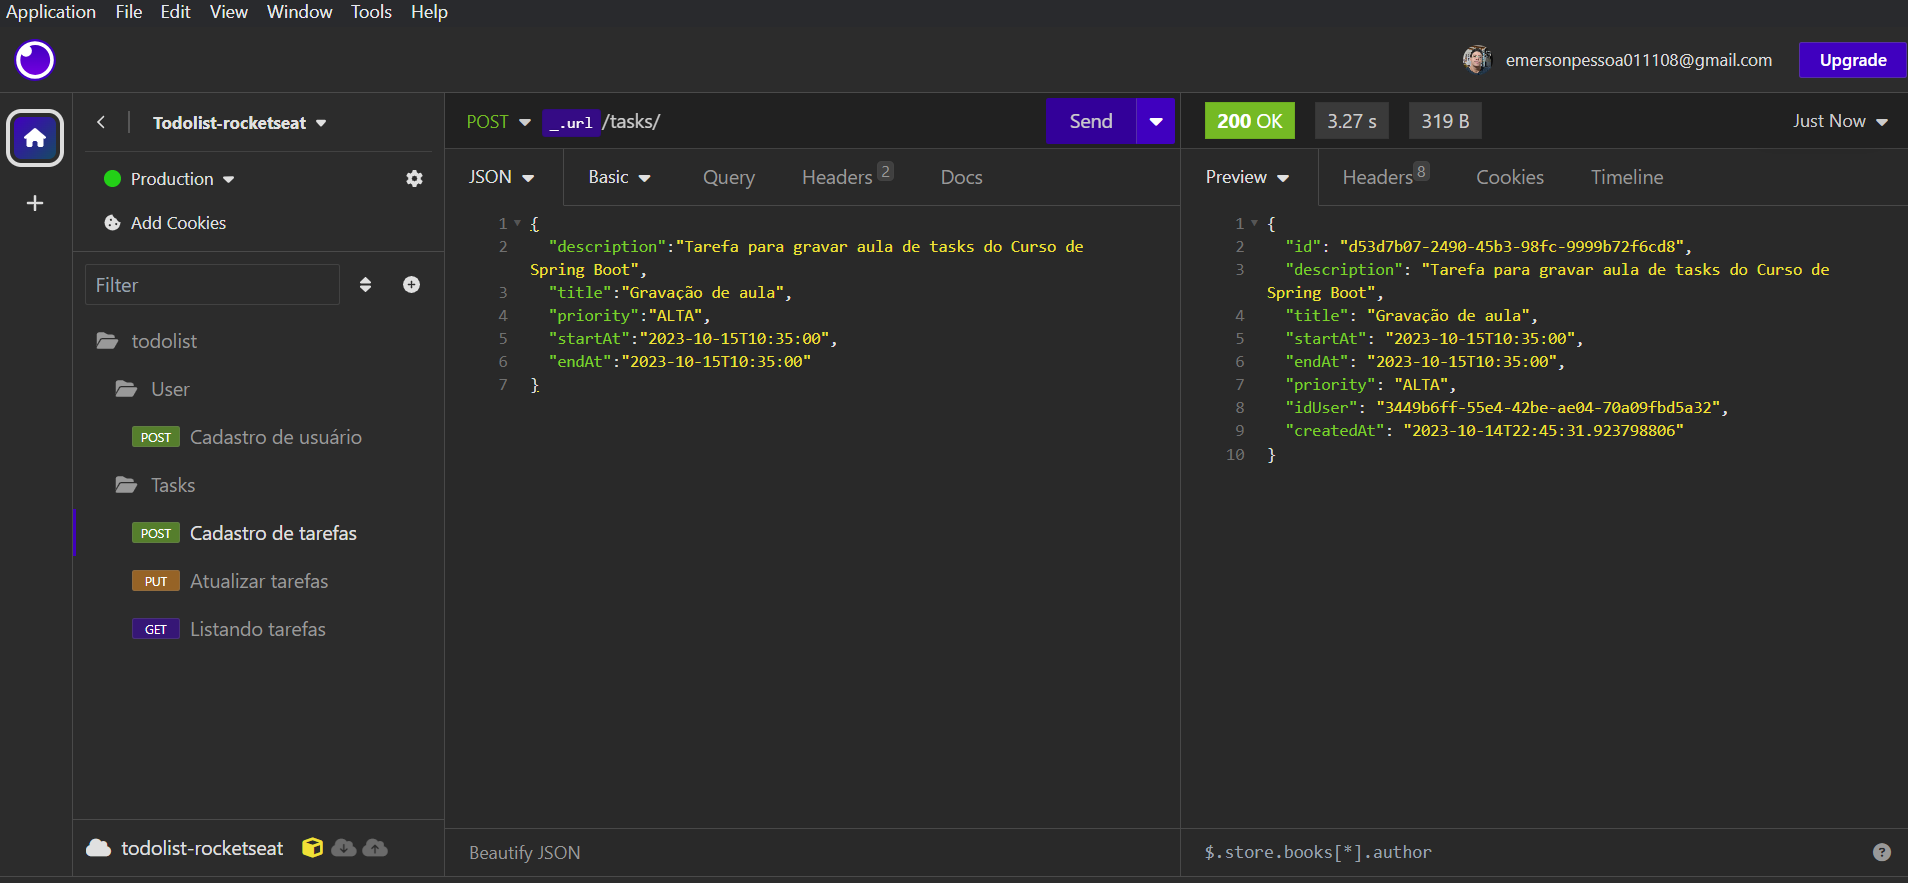 Application File Edit View Window Tools Help
emersonpessoa011108@gmail.com Upgrade
Todolist-rocketseat
Production
Add Cookies
Filter
todolist
User
POST Cadastro de usuário
Tasks
POST Cadastro de tarefas
PUT Atualizar tarefas
GET Listando tarefas
todolist-rocketseat
POST _.url /tasks/ Send
JSON Basic Query Headers 2 Docs
1 {
2 "description":"Tarefa para gravar aula de tasks do Curso de
Spring Boot",
3 "title":"Gravação de aula",
4 "priority":"ALTA",
5 "startAt":"2023-10-15T10:35:00",
6 "endAt":"2023-10-15T10:35:00"
7 }
Beautify JSON
200 OK 3.27 s 319 B Just Now
Preview Headers 8 Cookies Timeline
1 {
2 "id": "d53d7b07-2490-45b3-98fc-9999b72f6cd8",
3 "description": "Tarefa para gravar aula de tasks do Curso de
Spring Boot",
4 "title": "Gravação de aula",
5 "startAt": "2023-10-15T10:35:00",
6 "endAt": "2023-10-15T10:35:00",
7 "priority": "ALTA",
8 "idUser": "3449b6ff-55e4-42be-ae04-70a09fbd5a32",
9 "createdAt": "2023-10-14T22:45:31.923798806"
10 }
$.store.books[*].author